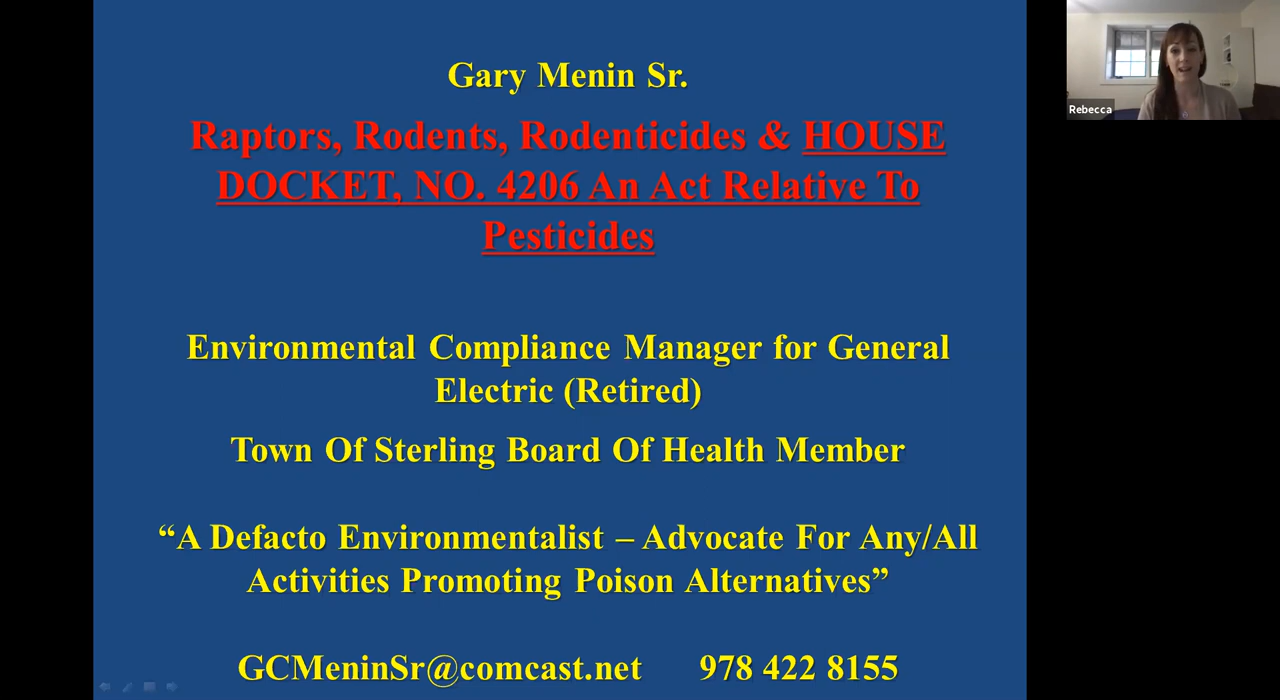 Gary Menin Sr.
Raptors, Rodents, Rodenticides & HOUSE
DOCKET, NO. 4206 An Act Relative To
Pesticides
Environmental Compliance Manager for General
Electric (Retired)
Town Of Sterling Board Of Health Member
“A Defacto Environmentalist – Advocate For Any/All
Activities Promoting Poison Alternatives”
GCMeninSr@comcast.net 978 422 8155
Rebecca